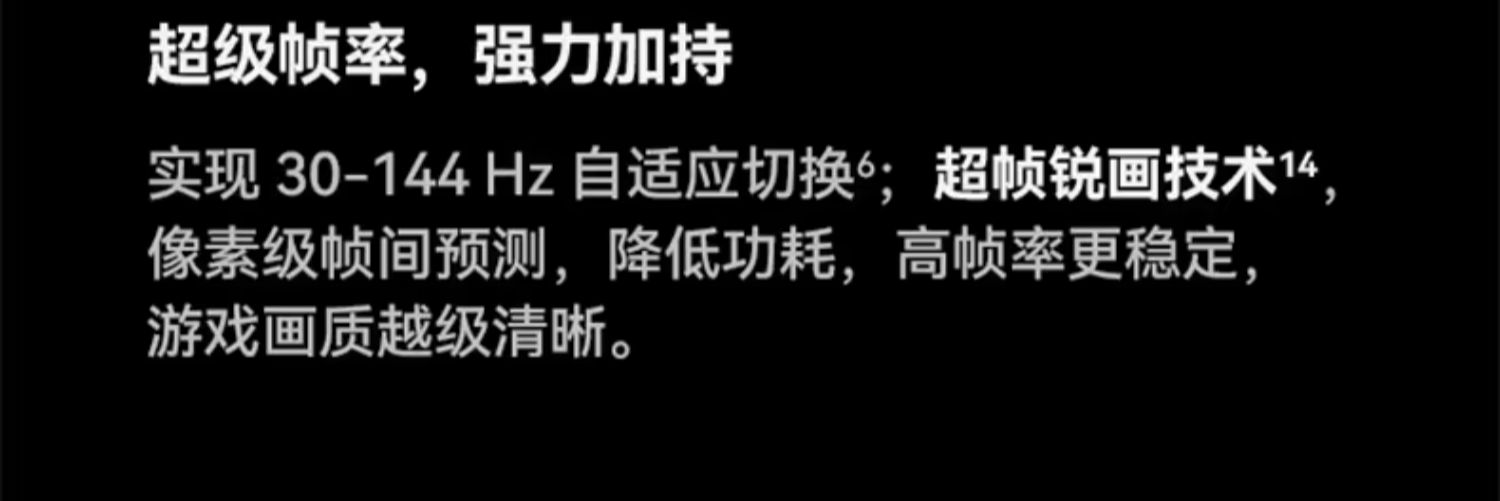 超级帧率，强力加持
实现 30–144 Hz 自适应切换⁶；超帧锐画技术¹⁴，
像素级帧间预测，降低功耗，高帧率更稳定，
游戏画质越级清晰。